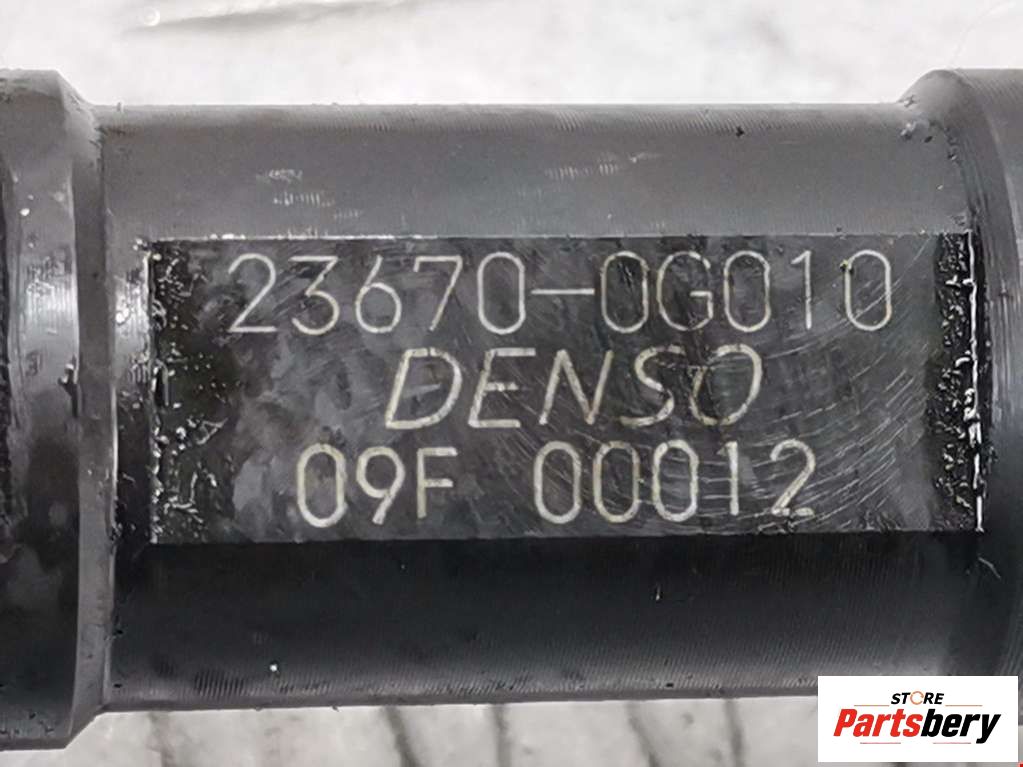 23670-0G010
DENSO
09F 00012
STORE
Partsbery